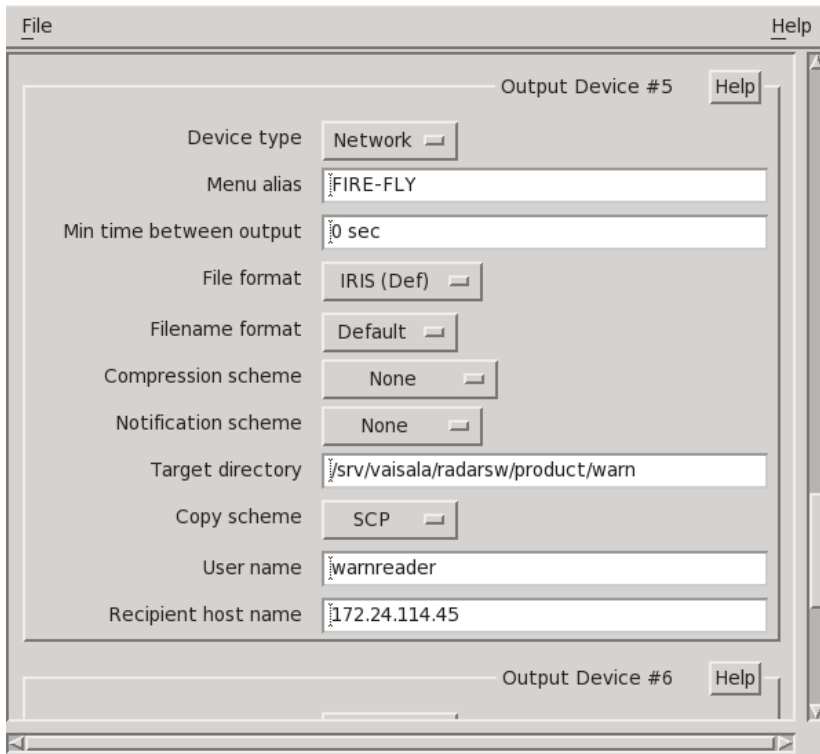 File Help
Output Device #5 Help
Device type Network
Menu alias FIRE-FLY
Min time between output 0 sec
File format IRIS (Def)
Filename format Default
Compression scheme None
Notification scheme None
Target directory /srv/vaisala/radarsw/product/warn
Copy scheme SCP
User name warnreader
Recipient host name 172.24.114.45
Output Device #6 Help